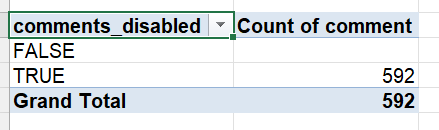 comments_disabled Count of comment
FALSE
TRUE 592
Grand Total 592